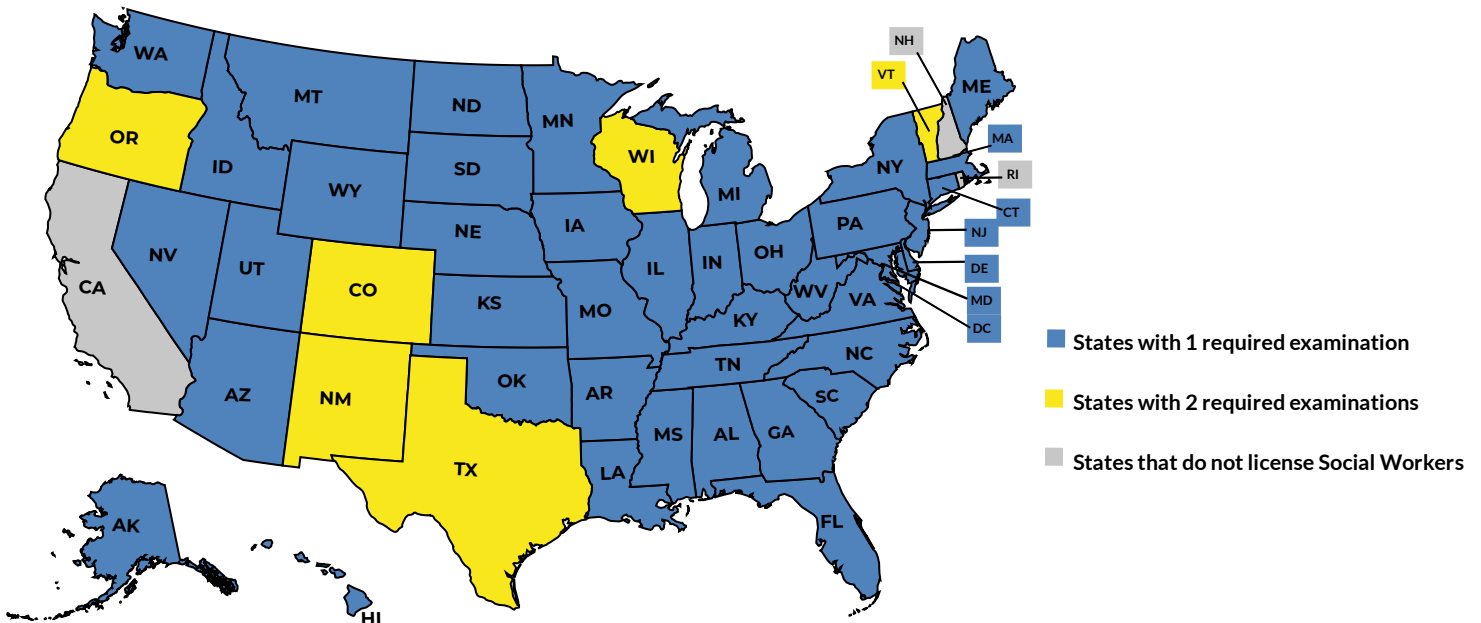 NH
WA
VT
ME
MT
ND
MN
OR
MA
WI
NY
ID
SD
RI
WY
MI
CT
PA
IA
NE
NJ
OH
NV
IN
UT
IL
DE
CA
CO
WV
VA
MD
KS
MO
KY
DC
States with 1 required examination
NC
TN
OK
AZ
AR
NM
SC
States with 2 required examinations
MS
AL
GA
States that do not license Social Workers
TX
LA
FL
AK
HI